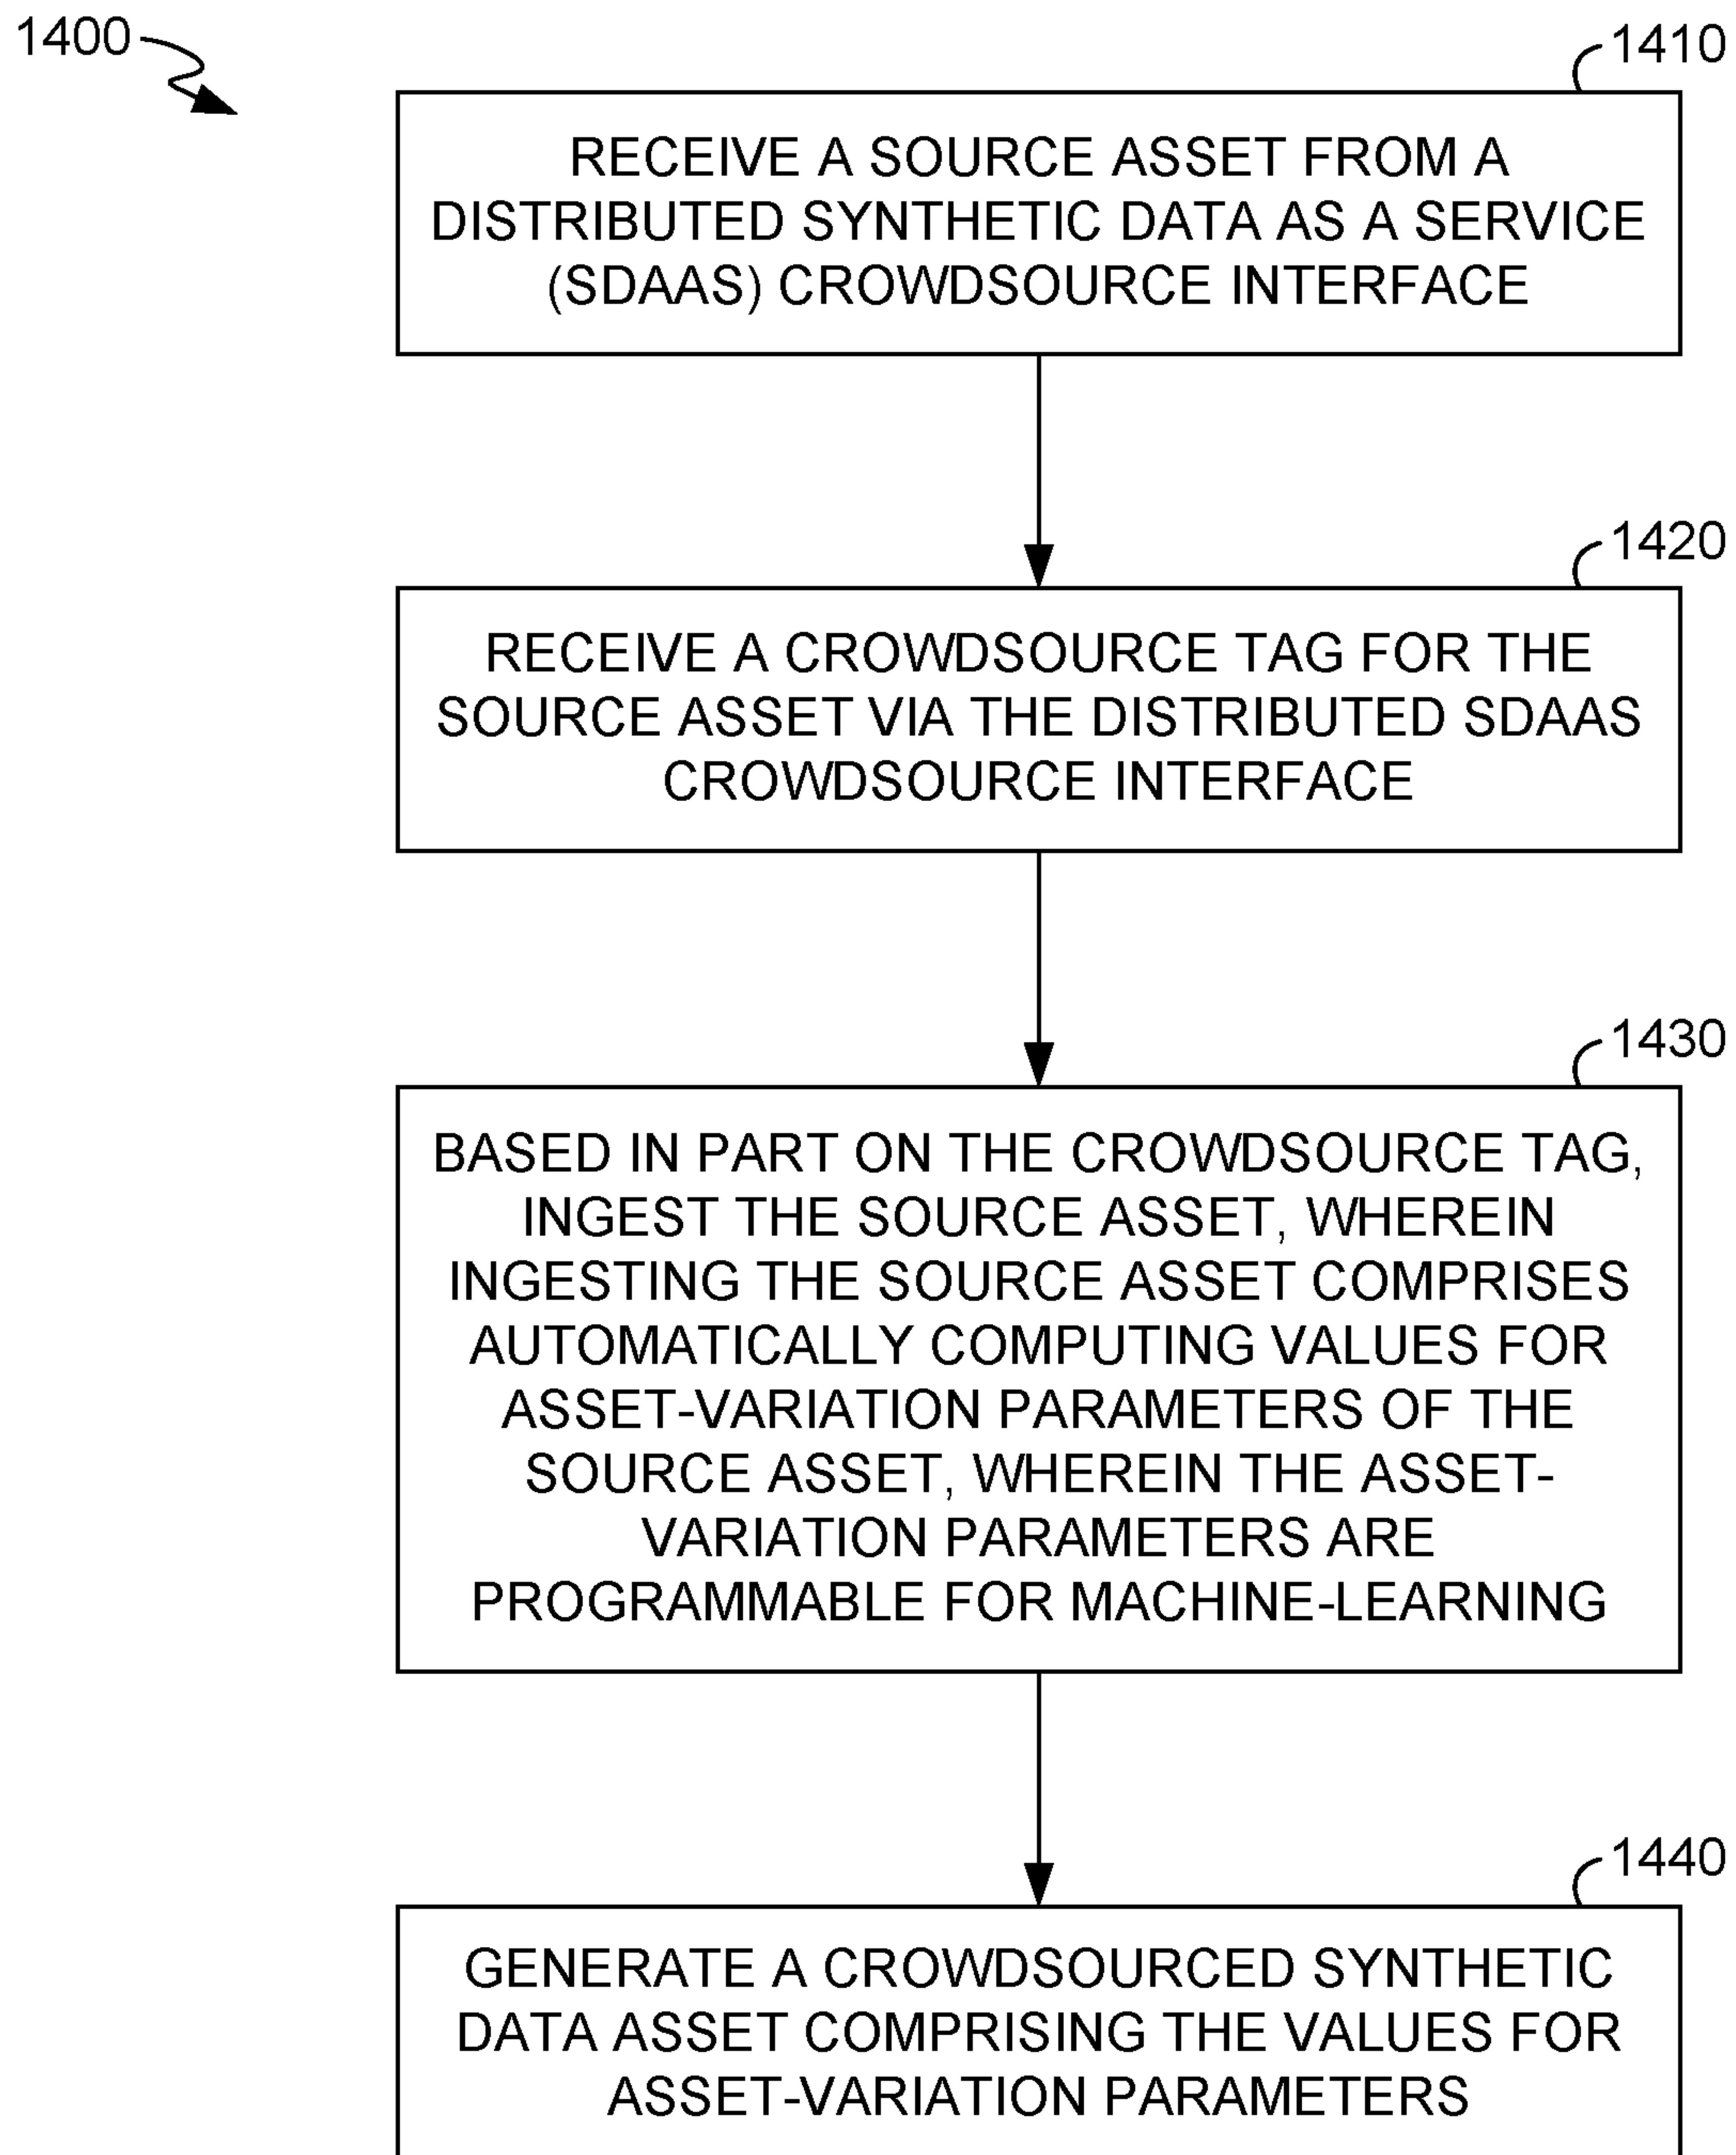 1400
1410
RECEIVE A SOURCE ASSET FROM A
DISTRIBUTED SYNTHETIC DATA AS A SERVICE
(SDAAS) CROWDSOURCE INTERFACE
1420
RECEIVE A CROWDSOURCE TAG FOR THE
SOURCE ASSET VIA THE DISTRIBUTED SDAAS
CROWDSOURCE INTERFACE
1430
BASED IN PART ON THE CROWDSOURCE TAG,
INGEST THE SOURCE ASSET, WHEREIN
INGESTING THE SOURCE ASSET COMPRISES
AUTOMATICALLY COMPUTING VALUES FOR
ASSET-VARIATION PARAMETERS OF THE
SOURCE ASSET, WHEREIN THE ASSET-
VARIATION PARAMETERS ARE
PROGRAMMABLE FOR MACHINE-LEARNING
1440
GENERATE A CROWDSOURCED SYNTHETIC
DATA ASSET COMPRISING THE VALUES FOR
ASSET-VARIATION PARAMETERS